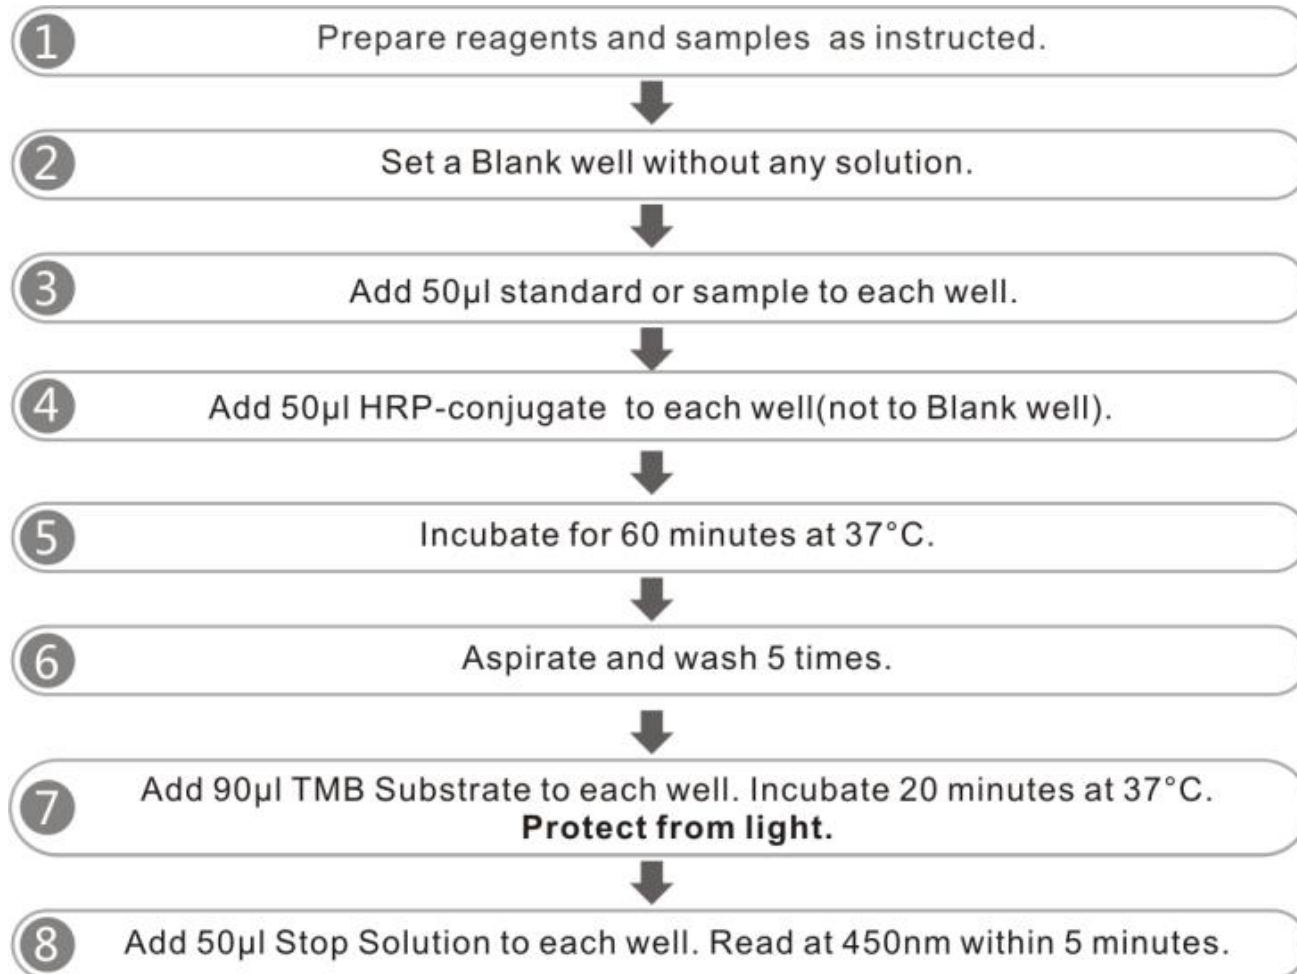 1
Prepare reagents and samples as instructed.
2
Set a Blank well without any solution.
3
Add 50µl standard or sample to each well.
4
Add 50µl HRP-conjugate to each well(not to Blank well).
5
Incubate for 60 minutes at 37°C.
6
Aspirate and wash 5 times.
7
Add 90µl TMB Substrate to each well. Incubate 20 minutes at 37°C.
Protect from light.
8
Add 50µl Stop Solution to each well. Read at 450nm within 5 minutes.